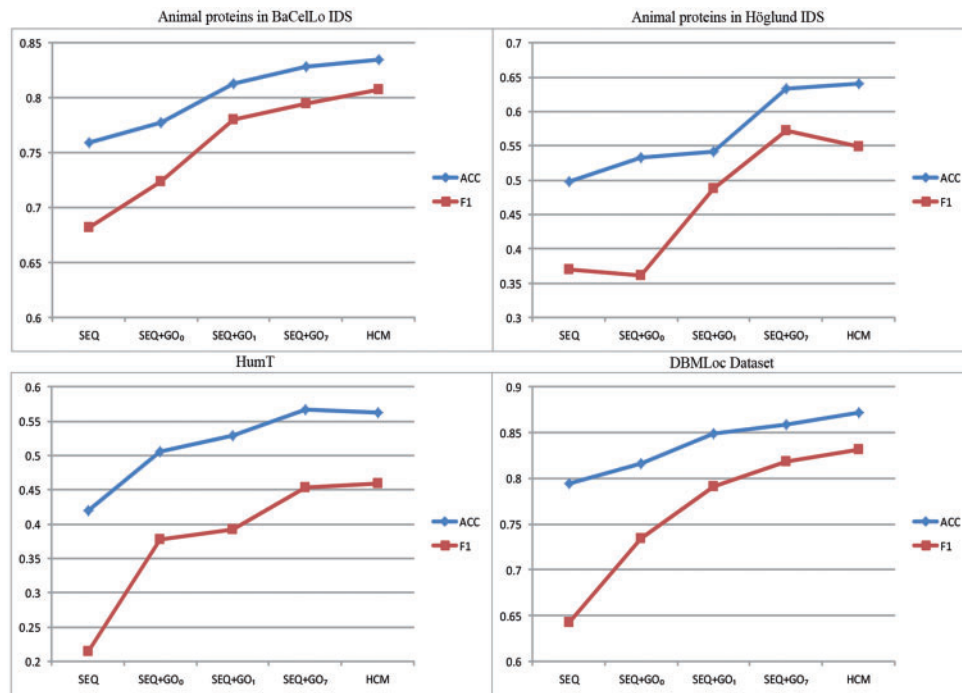 Animal proteins in BaCelLo IDS
0.85
0.8
0.75
0.7
0.65
0.6
SEQ SEQ+GO₀ SEQ+GO₁ SEQ+GO₇ HCM
ACC
F1
Animal proteins in Höglund IDS
0.7
0.65
0.6
0.55
0.5
0.45
0.4
0.35
0.3
SEQ SEQ+GO₀ SEQ+GO₁ SEQ+GO₇ HCM
ACC
F1
HumT
0.6
0.55
0.5
0.45
0.4
0.35
0.3
0.25
0.2
SEQ SEQ+GO₀ SEQ+GO₁ SEQ+GO₇ HCM
ACC
F1
DBMLoc Dataset
0.9
0.85
0.8
0.75
0.7
0.65
0.6
SEQ SEQ+GO₀ SEQ+GO₁ SEQ+GO₇ HCM
ACC
F1